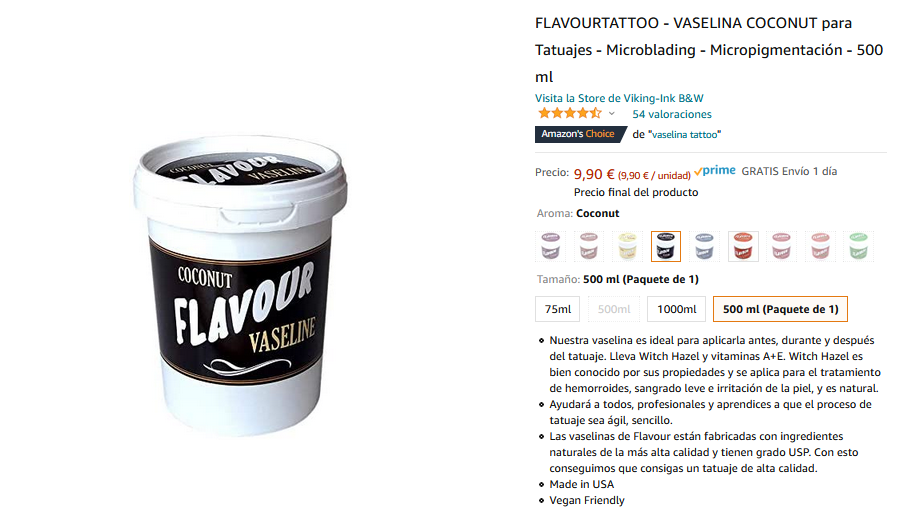 FLAVOURTATTOO - VASELINA COCONUT para
Tatuajes - Microblading - Micropigmentación - 500
ml
Visita la Store de Viking-Ink B&W
54 valoraciones
Amazon's Choice de "vaselina tattoo"
Precio: 9,90 € (9,90 € / unidad) prime GRATIS Envío 1 día
Precio final del producto
Aroma: Coconut
Tamaño: 500 ml (Paquete de 1)
75ml 500ml 1000ml 500 ml (Paquete de 1)
Nuestra vaselina es ideal para aplicarla antes, durante y después
del tatuaje. Lleva Witch Hazel y vitaminas A+E. Witch Hazel es
bien conocido por sus propiedades y se aplica para el tratamiento
de hemorroides, sangrado leve e irritación de la piel, y es natural.
Ayudará a todos, profesionales y aprendices a que el proceso de
tatuaje sea ágil, sencillo.
Las vaselinas de Flavour están fabricadas con ingredientes
naturales de la más alta calidad y tienen grado USP. Con esto
conseguimos que consigas un tatuaje de alta calidad.
Made in USA
Vegan Friendly
COCONUT
FLAVOUR
VASELINE
COCONUT
FLAVOUR
VASELINE